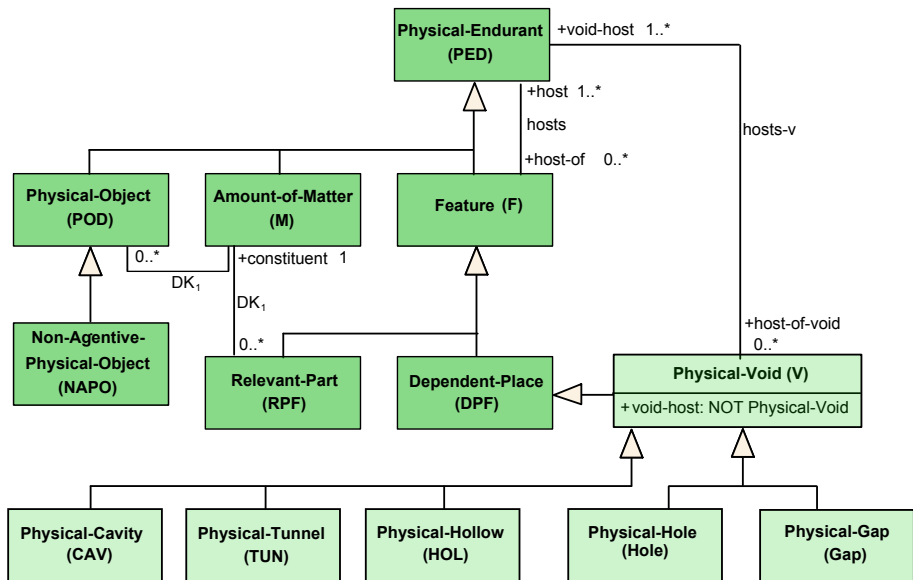 Physical-Endurant
(PED)
+void-host 1..*
+host 1..*
hosts
+host-of 0..*
hosts-v
Physical-Object
(POD)
Amount-of-Matter
(M)
Feature (F)
0..*
DK₁
+constituent 1
DK₁
0..*
Non-Agentive-
Physical-Object
(NAPO)
Relevant-Part
(RPF)
Dependent-Place
(DPF)
+host-of-void
0..*
Physical-Void (V)
+void-host: NOT Physical-Void
Physical-Cavity
(CAV)
Physical-Tunnel
(TUN)
Physical-Hollow
(HOL)
Physical-Hole
(Hole)
Physical-Gap
(Gap)